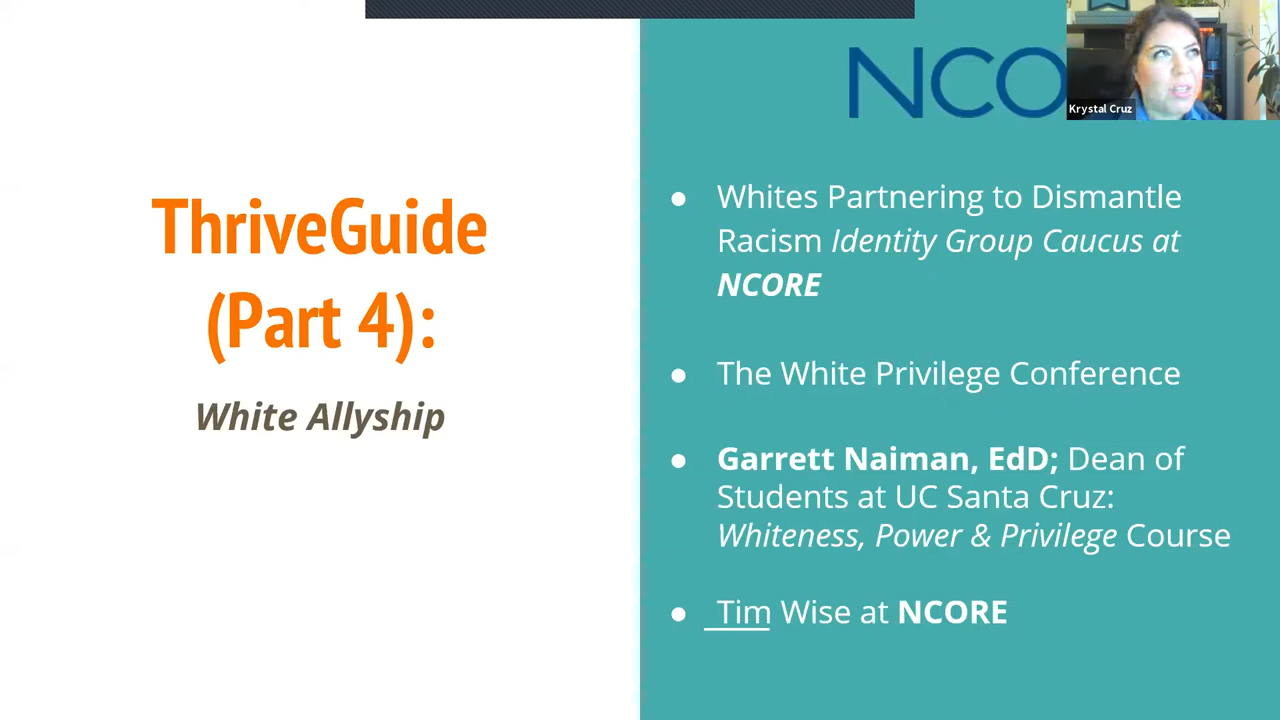 NCO
Krystal Cruz
ThriveGuide
(Part 4):
White Allyship
● Whites Partnering to Dismantle
Racism Identity Group Caucus at
NCORE
● The White Privilege Conference
● Garrett Naiman, EdD; Dean of
Students at UC Santa Cruz:
Whiteness, Power & Privilege Course
● Tim Wise at NCORE